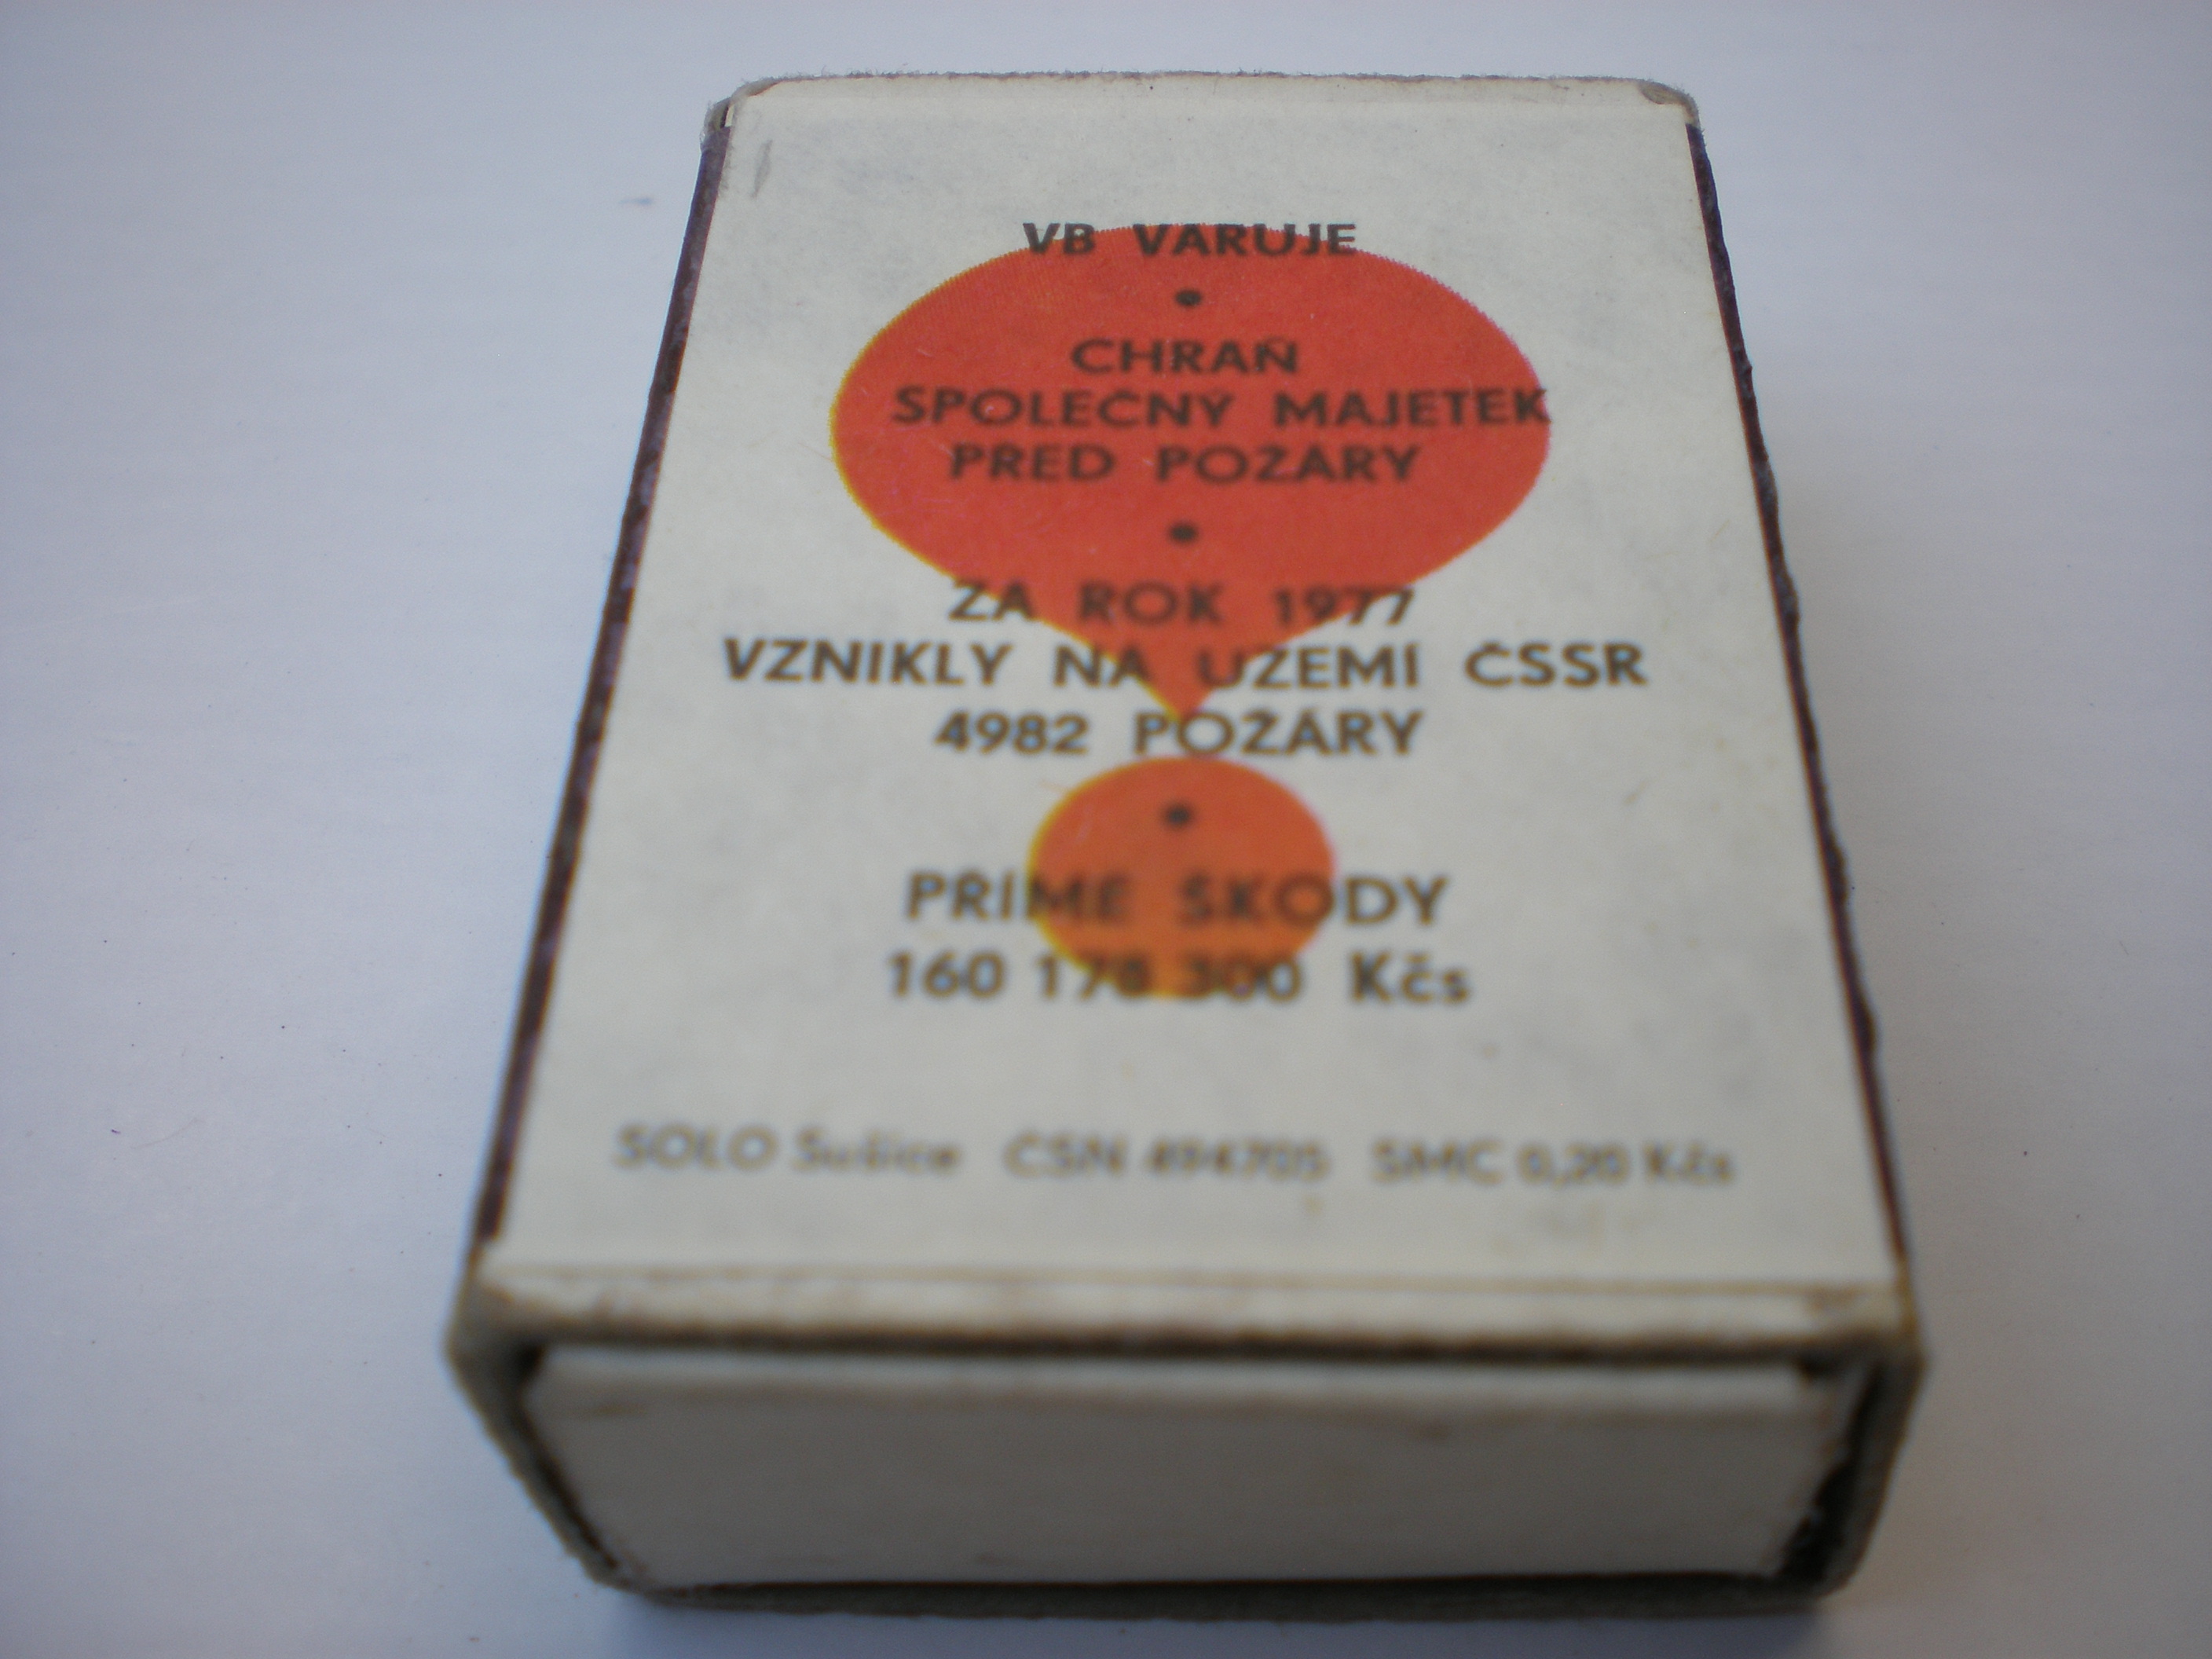 VB VARUJE
•
CHRAŇ
SPOLEČNÝ MAJETEK
PŘED POŽÁRY
•
ZA ROK 1977
VZNIKLY NA ÚZEMÍ ČSSR
4982 POŽÁRY
•
PŘÍMÉ ŠKODY
160 178 300 Kčs
SOLO Sušice ČSN 494705 SMC 0,20 Kčs